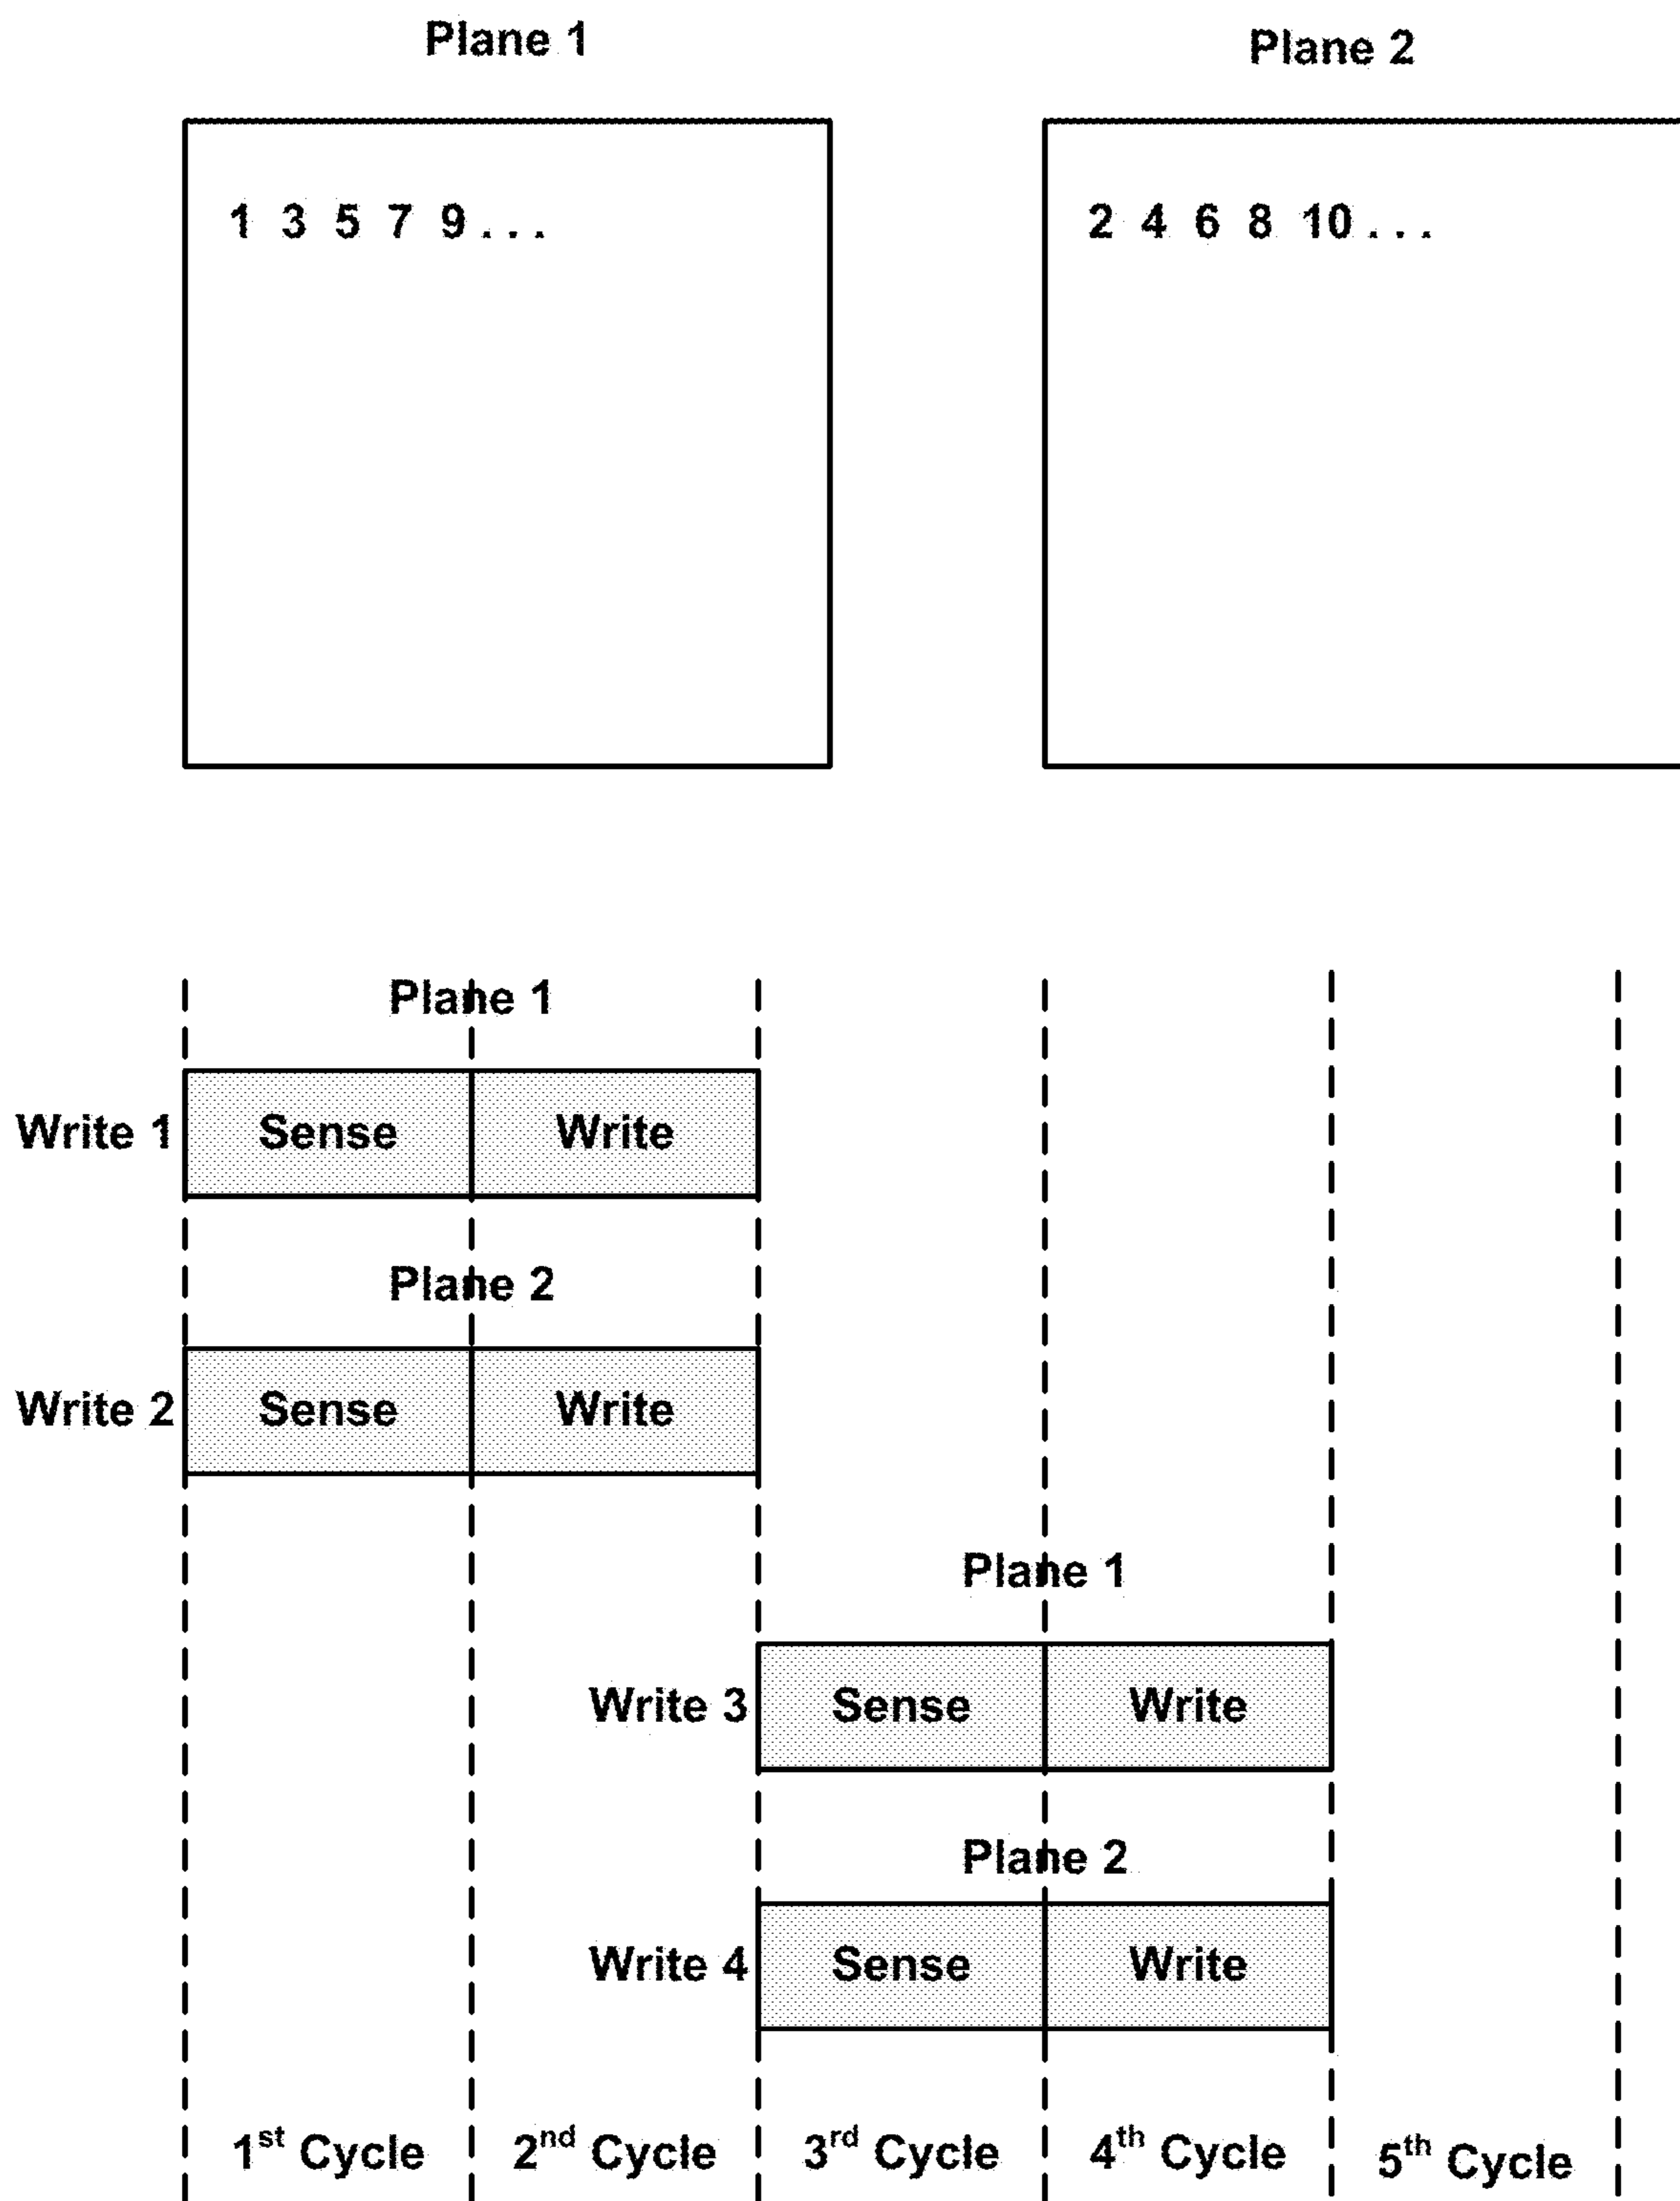 Plane 1
Plane 2
1 3 5 7 9 . . .
2 4 6 8 10 . . .
Plane 1
Write 1 Sense Write
Plane 2
Write 2 Sense Write
Plane 1
Write 3 Sense Write
Plane 2
Write 4 Sense Write
1st Cycle 2nd Cycle 3rd Cycle 4th Cycle 5th Cycle